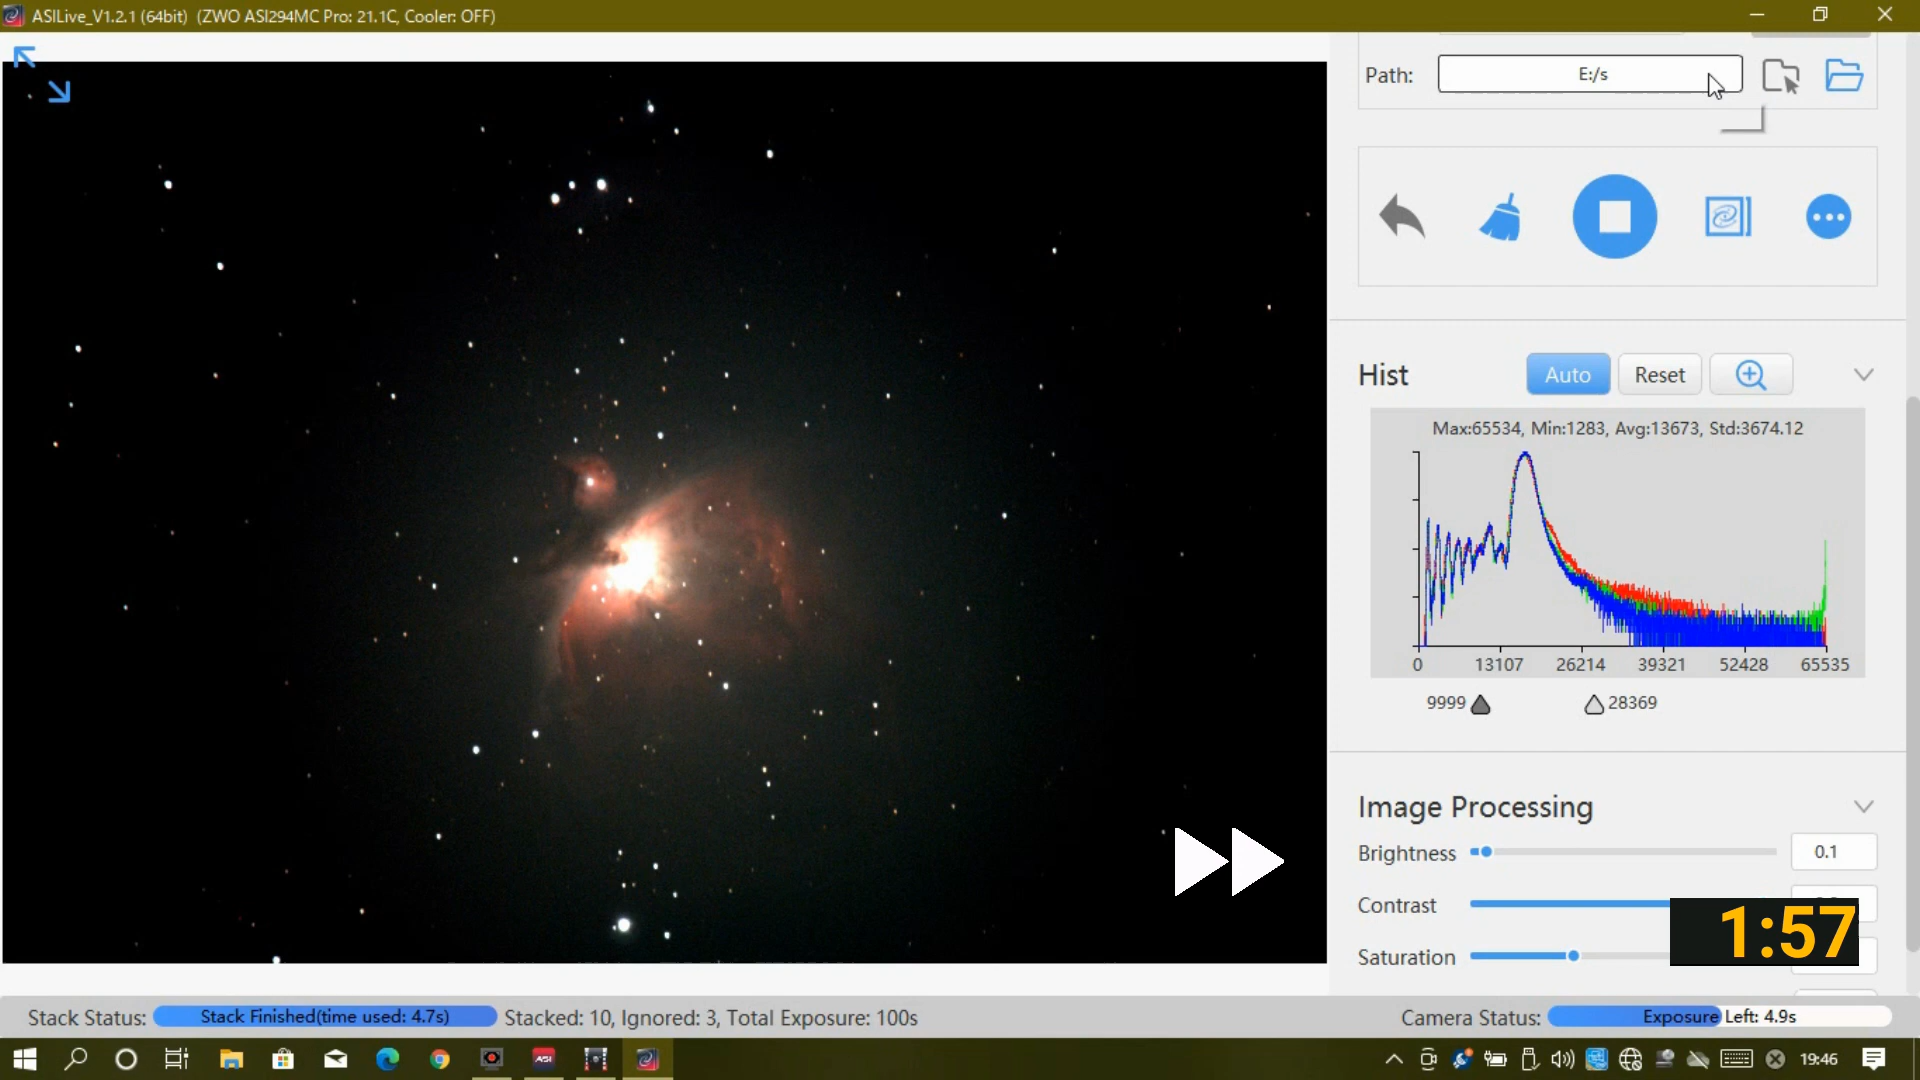 ASILive_V1.2.1 (64bit)  (ZWO ASI294MC Pro: 21.1C, Cooler: OFF)
Path: E:/s
Hist Auto Reset
Max:65534, Min:1283, Avg:13673, Std:3674.12
0 13107 26214 39321 52428 65535
9999 28369
Image Processing
Brightness 0.1
Contrast
1:57
Saturation
Stack Status: Stack Finished(time used: 4.7s) Stacked: 10, Ignored: 3, Total Exposure: 100s Camera Status: Exposure Left: 4.9s
ASI 19:46